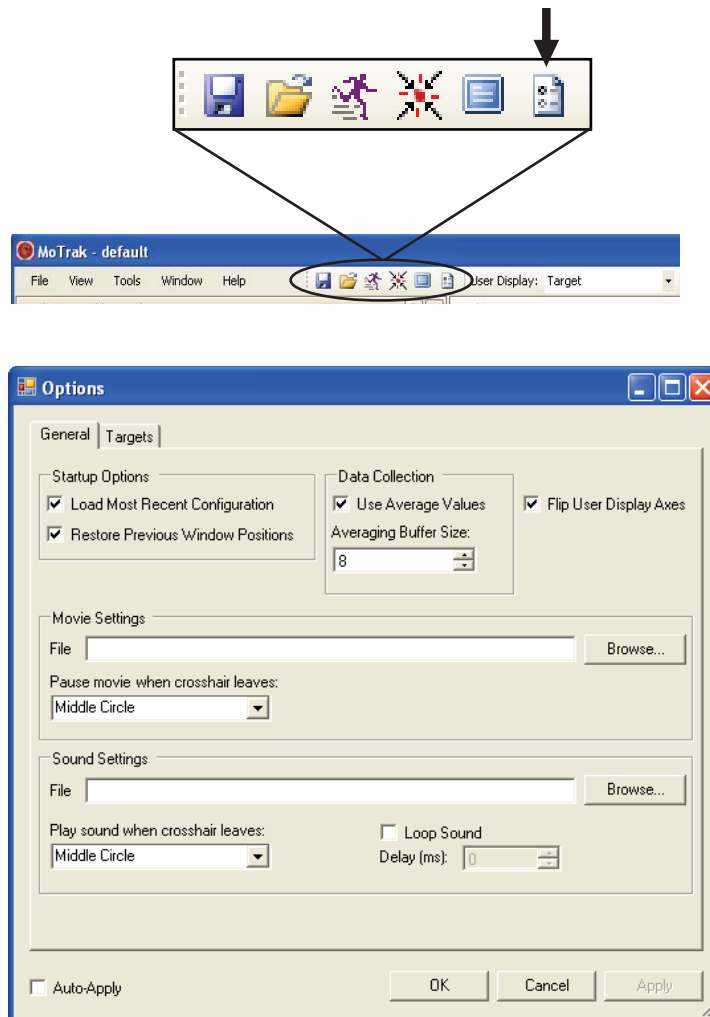 MoTrak - default
File View Tools Window Help User Display: Target
Options
General Targets
Startup Options
Load Most Recent Configuration
Restore Previous Window Positions
Data Collection
Use Average Values
Averaging Buffer Size:
8
Flip User Display Axes
Movie Settings
File Browse...
Pause movie when crosshair leaves:
Middle Circle
Sound Settings
File Browse...
Play sound when crosshair leaves:
Middle Circle
Loop Sound
Delay (ms): 0
Auto-Apply OK Cancel Apply